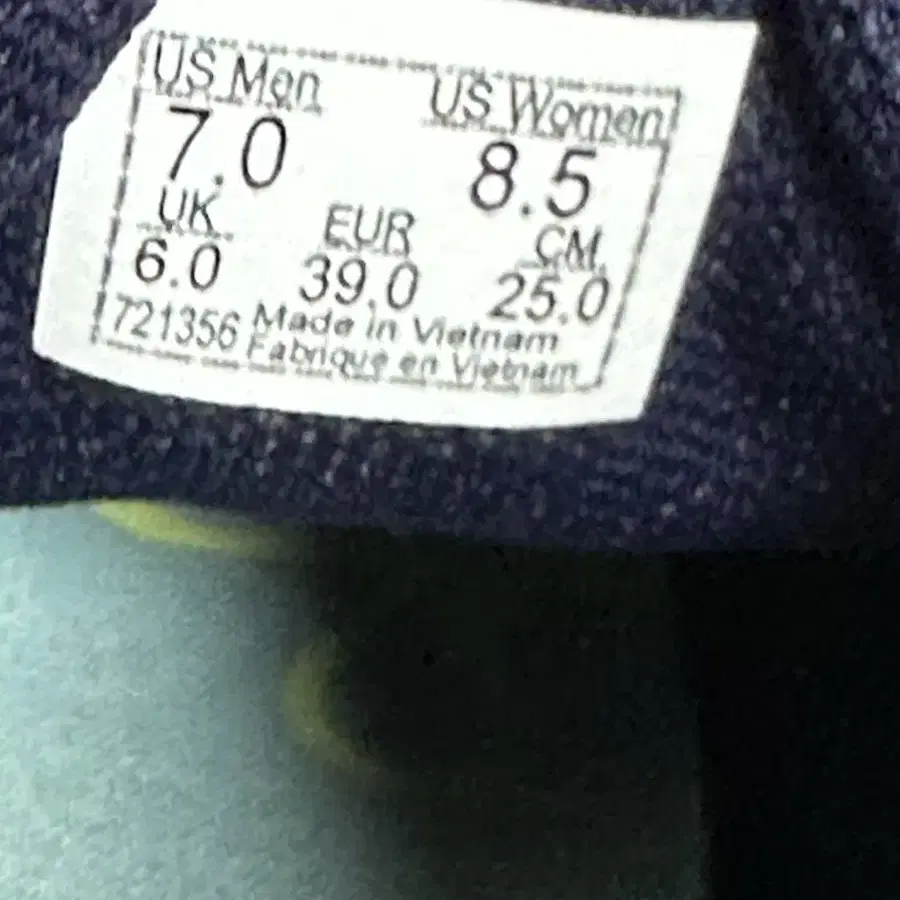 US Men US Women
7.0 8.5
UK EUR CM
6.0 39.0 25.0
721356 Made in Vietnam
Fabrique en Vietnam